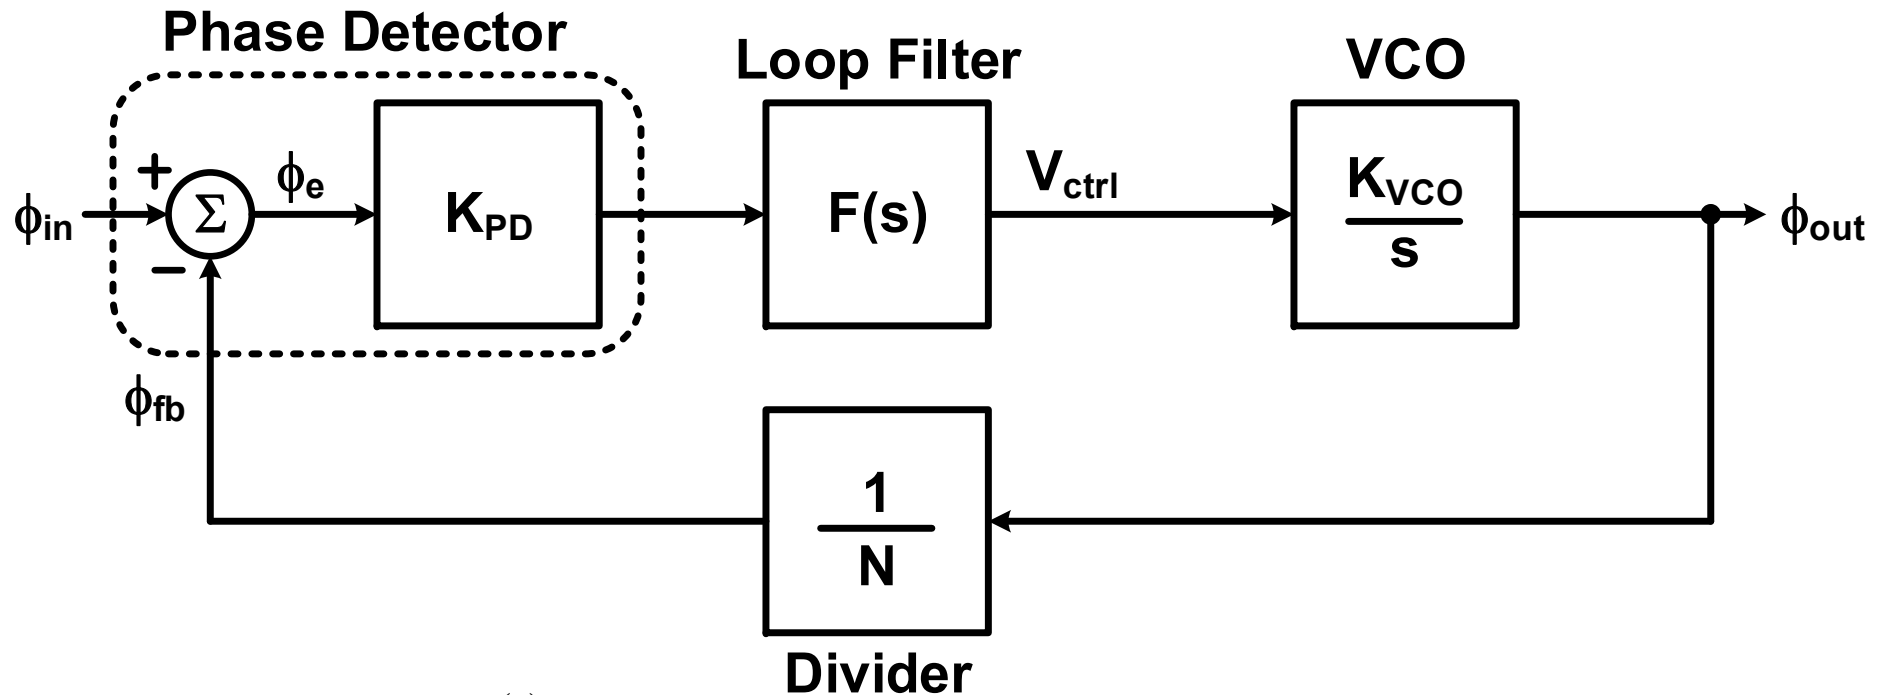 Phase Detector
Loop Filter
VCO
+
ϕin
Σ
ϕe
KPD
F(s)
Vctrl
KVCO
s
ϕout
−
ϕfb
1
N
Divider